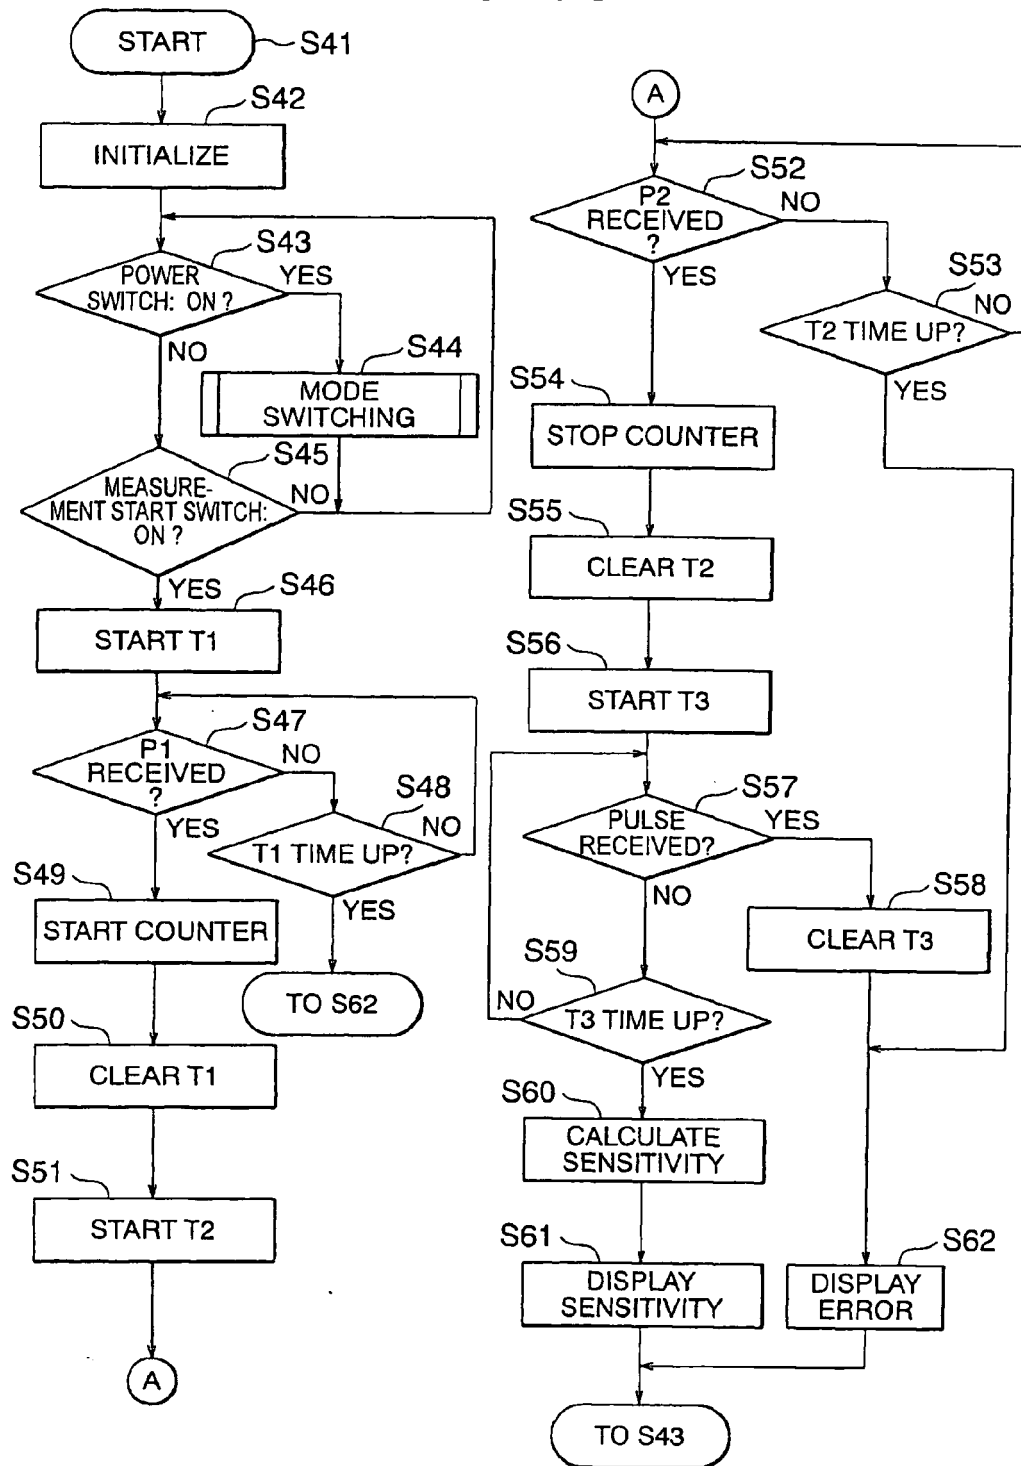 START
S41
S42
INITIALIZE
S43
POWER
SWITCH: ON ?
YES
NO
S44
MODE
SWITCHING
S45
MEASURE-
MENT START SWITCH:
ON ?
NO
YES
S46
START T1
S47
P1
RECEIVED
?
NO
YES
S48
T1 TIME UP?
NO
YES
TO S62
S49
START COUNTER
S50
CLEAR T1
S51
START T2
A
A
S52
P2
RECEIVED
?
NO
YES
S53
T2 TIME UP?
NO
YES
S54
STOP COUNTER
S55
CLEAR T2
S56
START T3
S57
PULSE
RECEIVED?
YES
NO
S58
CLEAR T3
S59
T3 TIME UP?
NO
YES
S60
CALCULATE
SENSITIVITY
S61
DISPLAY
SENSITIVITY
S62
DISPLAY
ERROR
TO S43